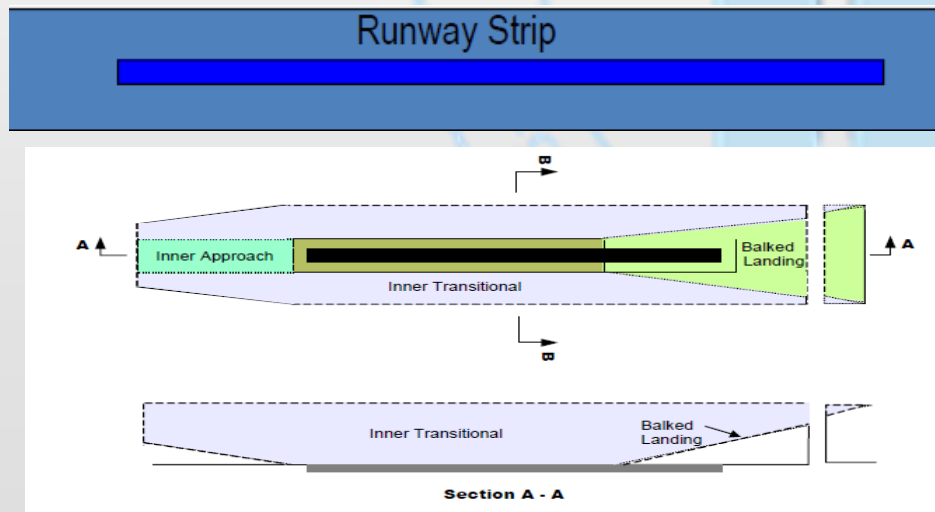 Runway Strip
B
A
A
Inner Approach
Balked
Landing
Inner Transitional
B
Inner Transitional
Balked
Landing
Section A - A